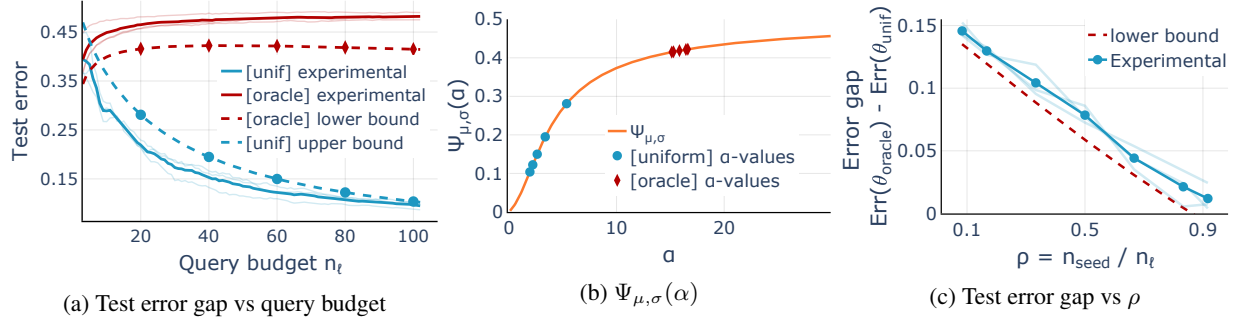 Test error
0.45
0.35
0.25
0.15
20
40
60
80
100
Query budget nℓ
[unif] experimental
[oracle] experimental
[oracle] lower bound
[unif] upper bound
(a) Test error gap vs query budget
Ψμ,σ(α)
0.5
0.4
0.3
0.2
0.1
0
0
10
20
α
Ψμ,σ
[uniform] α-values
[oracle] α-values
(b) Ψμ,σ(α)
Error gap
Err(θoracle) - Err(θunif)
0.15
0.1
0.05
0
0.1
0.5
0.9
ρ = nseed / nℓ
lower bound
Experimental
(c) Test error gap vs ρ